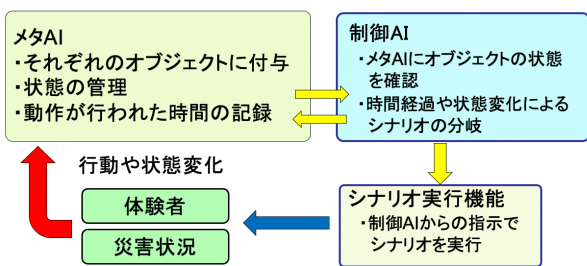 メタAI
・それぞれのオブジェクトに付与
・状態の管理
・動作が行われた時間の記録
制御AI
・メタAIにオブジェクトの状態
を確認
・時間経過や状態変化による
シナリオの分岐
行動や状態変化
体験者
災害状況
シナリオ実行機能
・制御AIからの指示で
シナリオを実行